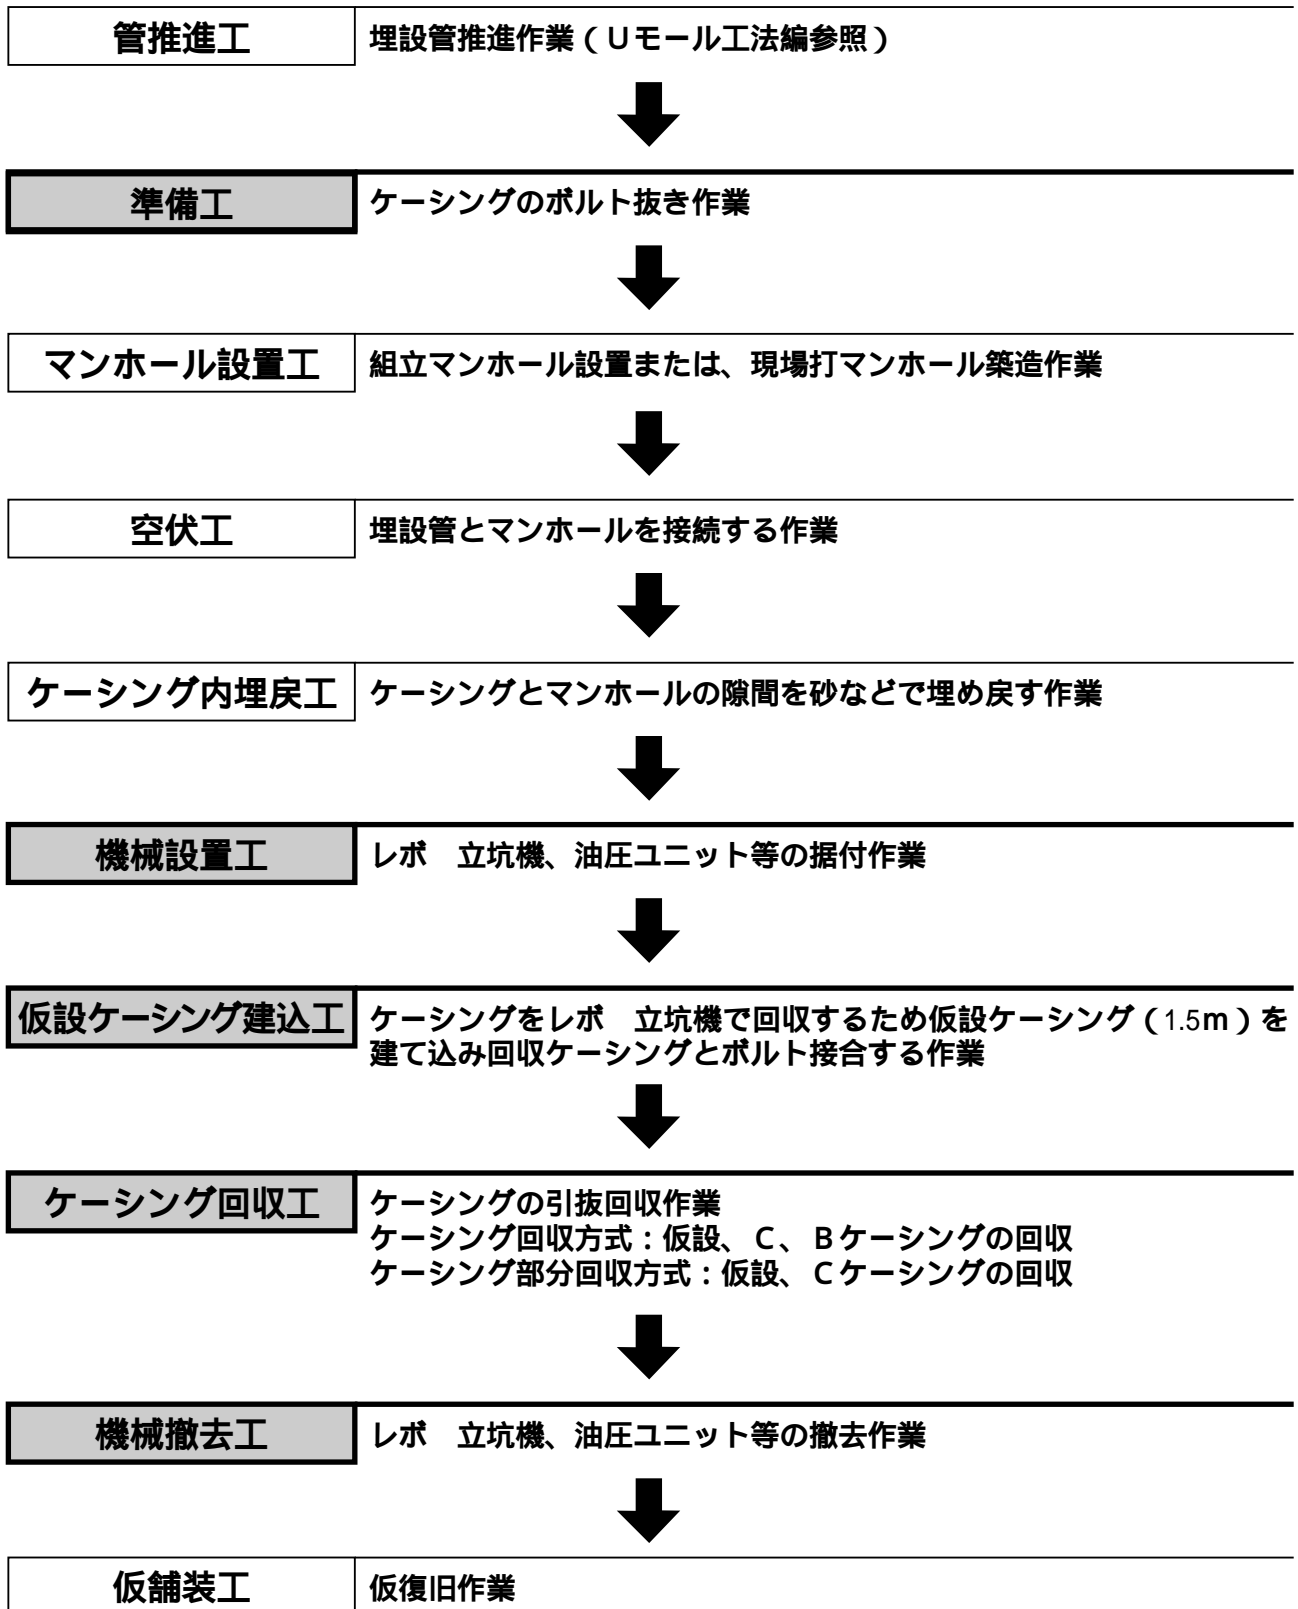 管推進工
埋設管推進作業（Ｕモール工法編参照）
準備工
ケーシングのボルト抜き作業
マンホール設置工
組立マンホール設置または、現場打マンホール築造作業
空伏工
埋設管とマンホールを接続する作業
ケーシング内埋戻工
ケーシングとマンホールの隙間を砂などで埋め戻す作業
機械設置工
レボ　立坑機、油圧ユニット等の据付作業
仮設ケーシング建込工
ケーシングをレボ　立坑機で回収するため仮設ケーシング（1.5ｍ）を
建て込み回収ケーシングとボルト接合する作業
ケーシング回収工
ケーシングの引抜回収作業
ケーシング回収方式：仮設、Ｃ、Ｂケーシングの回収
ケーシング部分回収方式：仮設、Ｃケーシングの回収
機械撤去工
レボ　立坑機、油圧ユニット等の撤去作業
仮舗装工
仮復旧作業